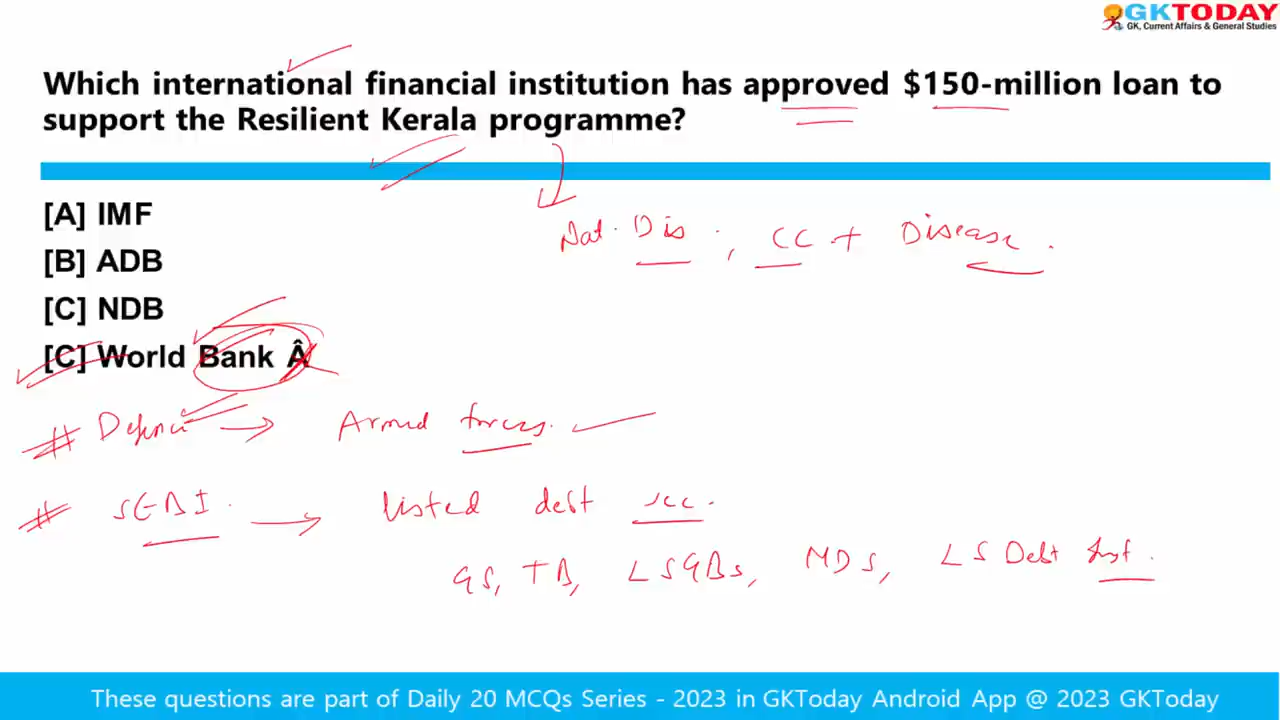 GKTODAY
GK, Current Affairs & General Studies
Which international financial institution has approved $150-million loan to
support the Resilient Kerala programme?
Nat. Dis. , CC + Disease.
[A] IMF
[B] ADB
[C] NDB
[C] World Bank Â
# Defence → Armed forces.
# SEBI. → Listed debt sec.
GS, TB, LSGBs, MDS, LS Debt Inst.
These questions are part of Daily 20 MCQs Series - 2023 in GKToday Android App @ 2023 GKToday